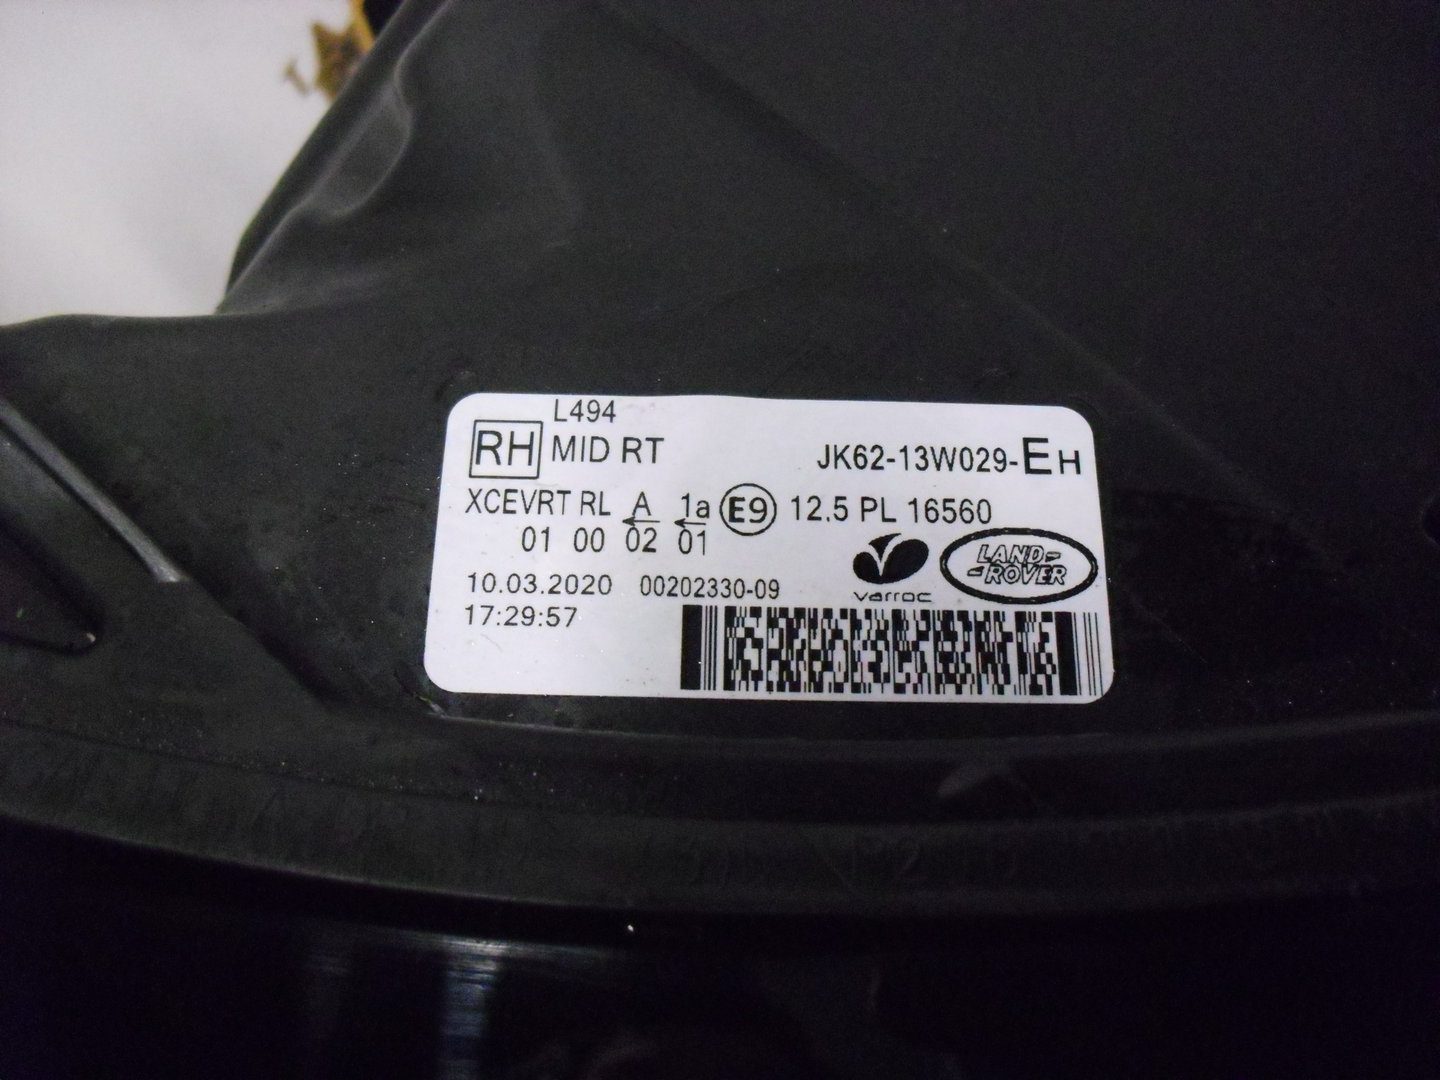 L494
RH MID RT JK62-13W029-EH
XCEVRT RL A 1a E9 12.5 PL 16560
01 00 02 01
varroc LAND-
-ROVER
10.03.2020 00202330-09
17:29:57